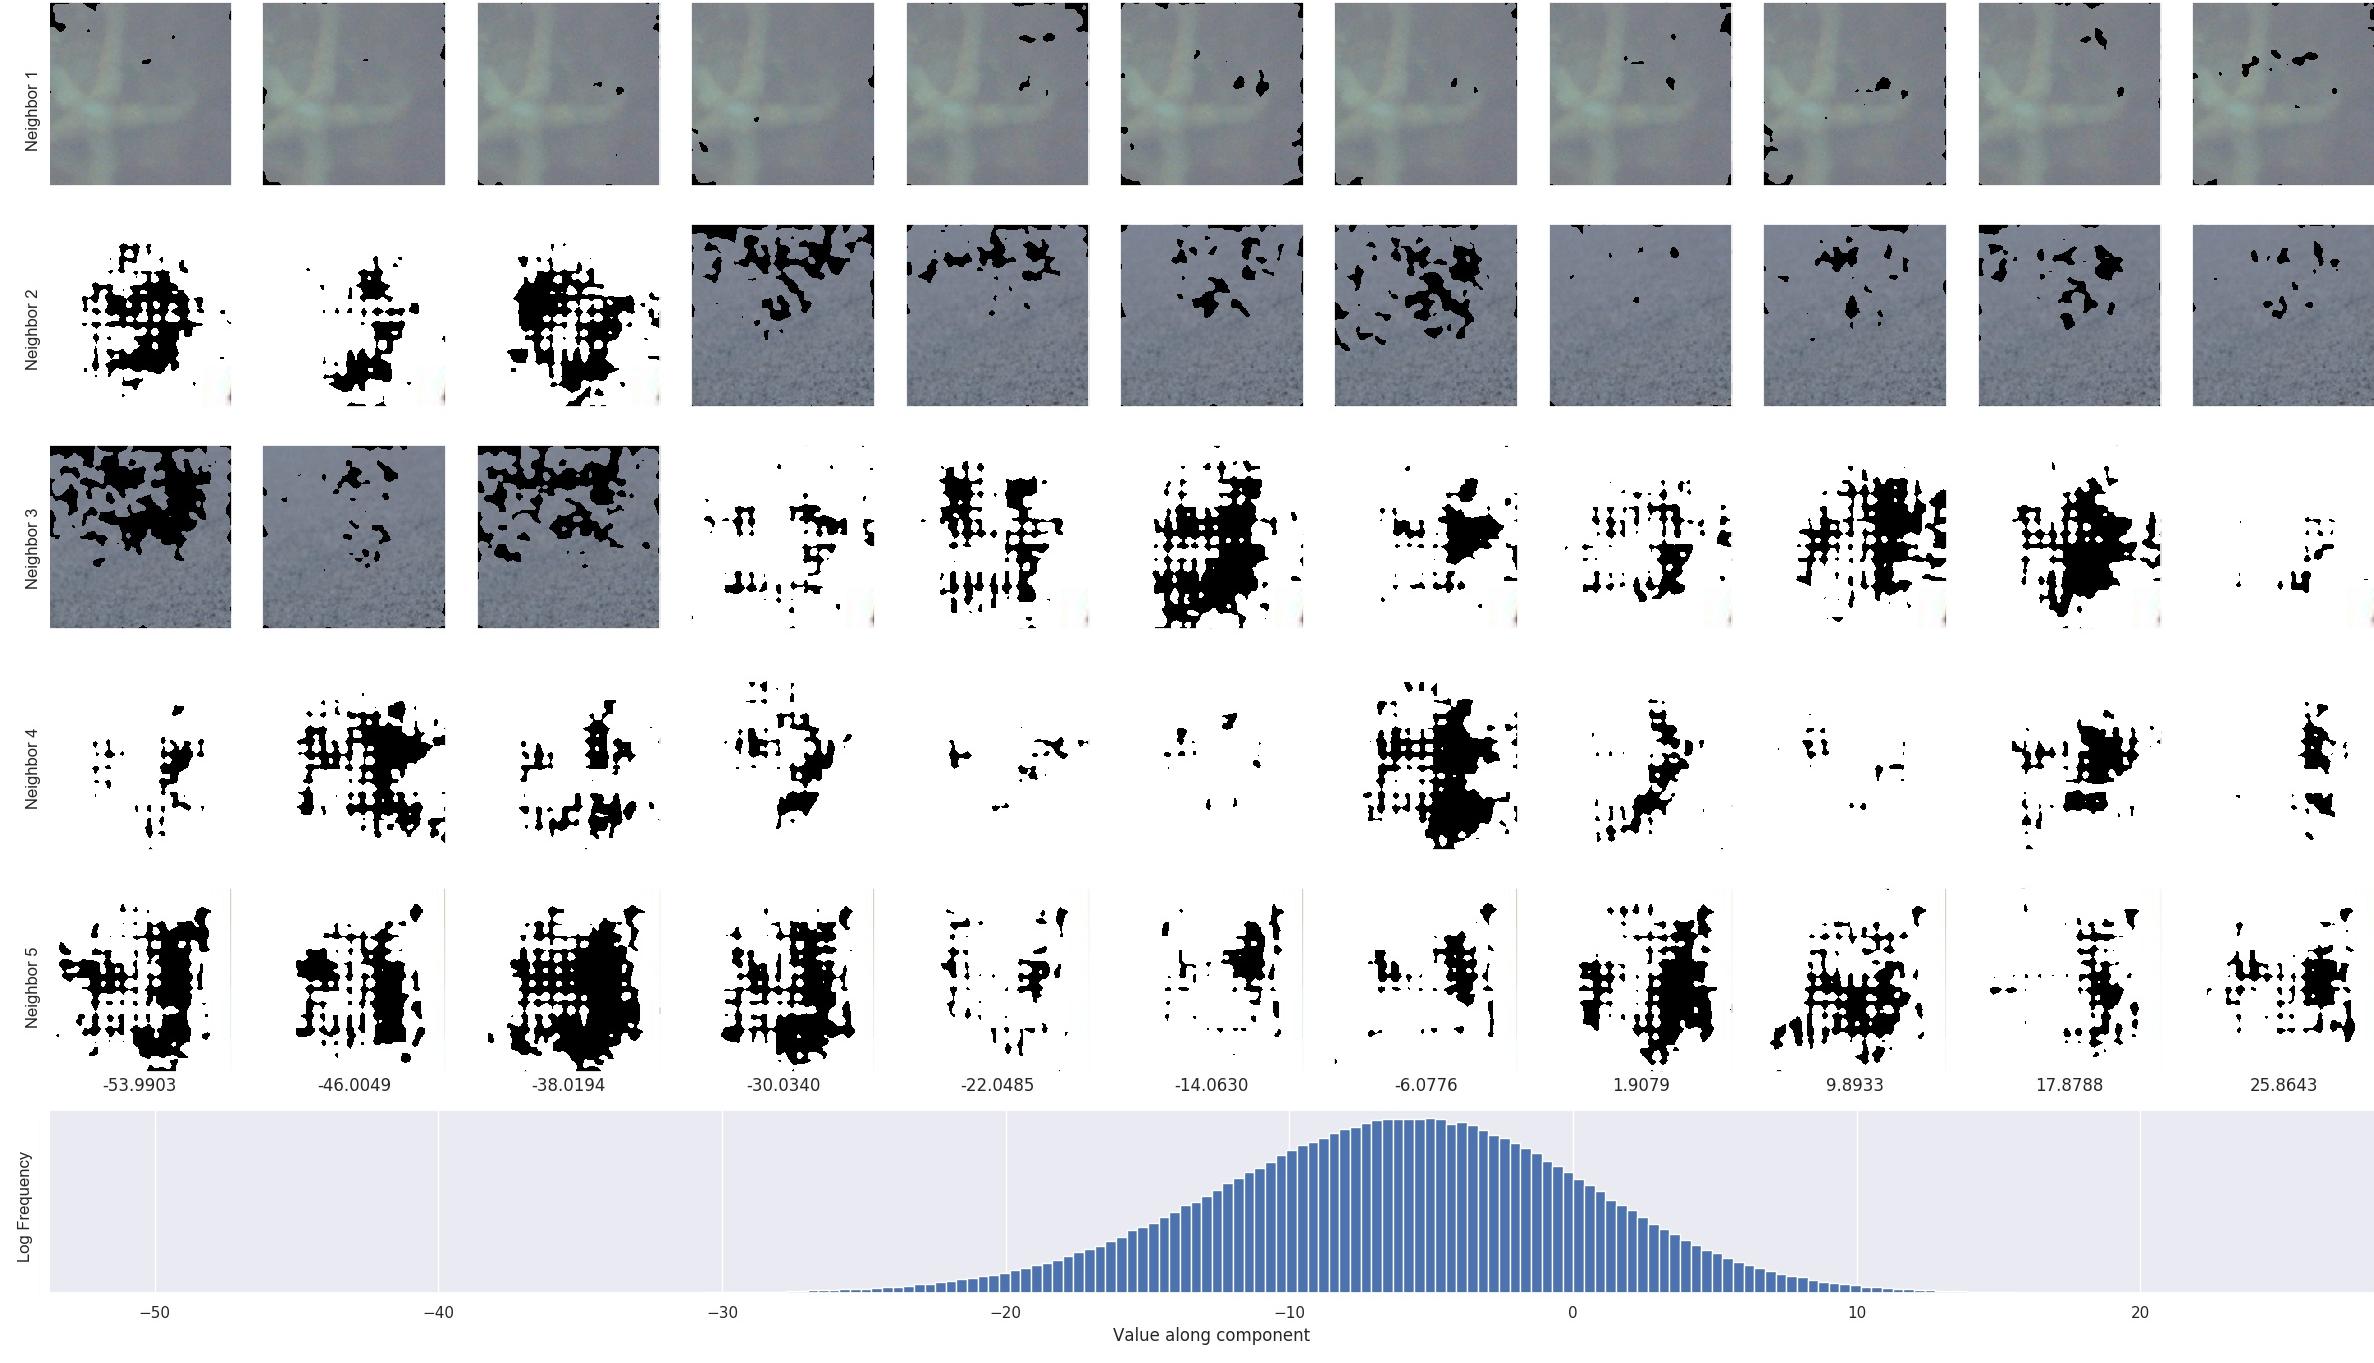 Neighbor 1
Neighbor 2
Neighbor 3
Neighbor 4
Neighbor 5
-53.9903 -46.0049 -38.0194 -30.0340 -22.0485 -14.0630 -6.0776 1.9079 9.8933 17.8788 25.8643
Log Frequency
−50 −40 −30 −20 −10 0 10 20
Value along component